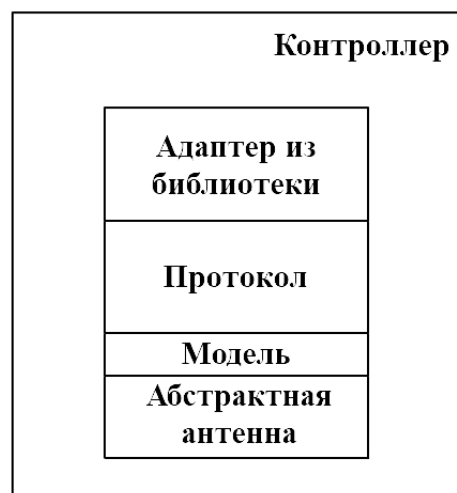 Контроллер
Адаптер из
библиотеки
Протокол
Модель
Абстрактная
антенна